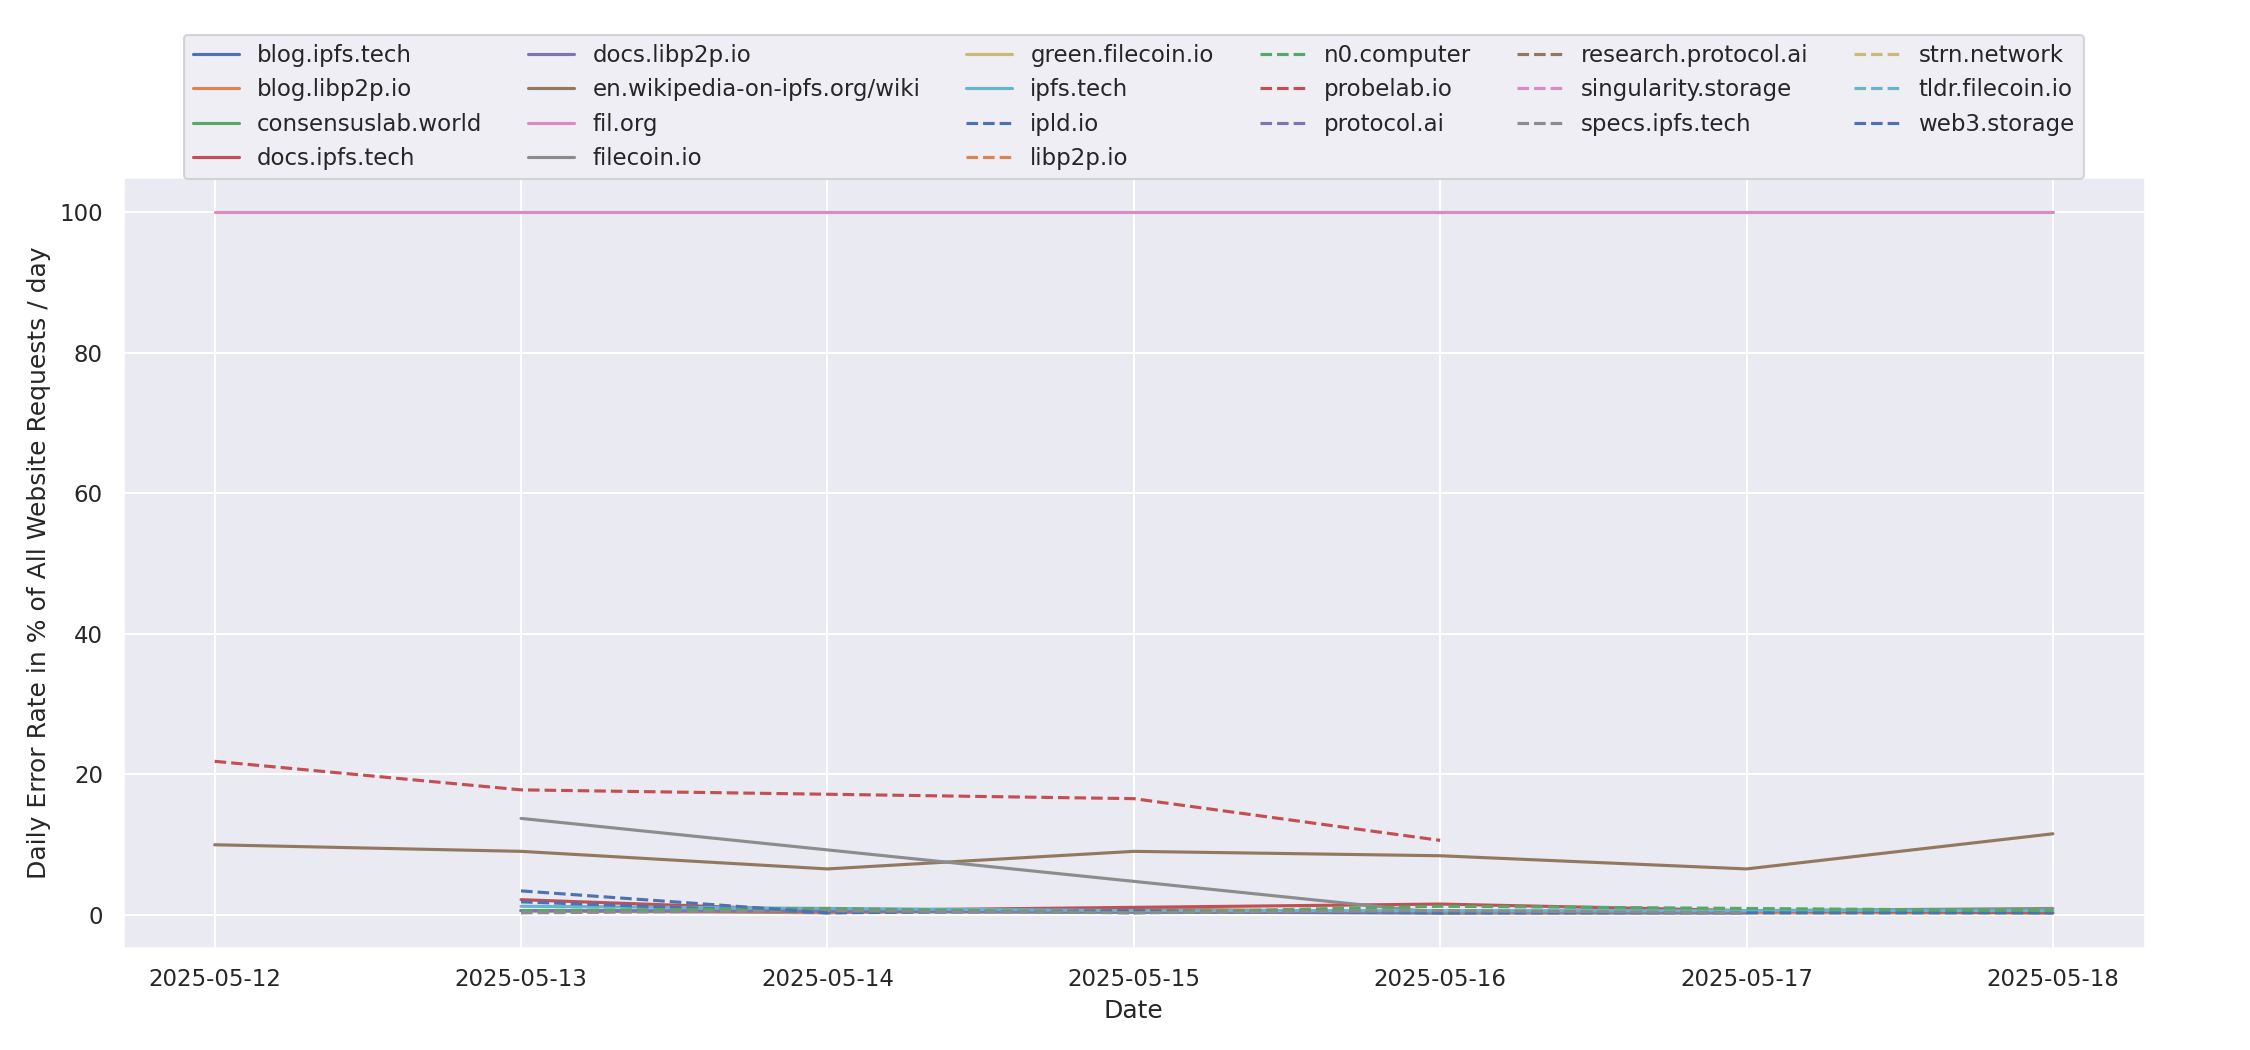 blog.ipfs.tech
blog.libp2p.io
consensuslab.world
docs.ipfs.tech
docs.libp2p.io
en.wikipedia-on-ipfs.org/wiki
fil.org
filecoin.io
green.filecoin.io
ipfs.tech
ipld.io
libp2p.io
n0.computer
probelab.io
protocol.ai
research.protocol.ai
singularity.storage
specs.ipfs.tech
strn.network
tldr.filecoin.io
web3.storage
Daily Error Rate in % of All Website Requests / day
100
80
60
40
20
0
2025-05-12
2025-05-13
2025-05-14
2025-05-15
2025-05-16
2025-05-17
2025-05-18
Date